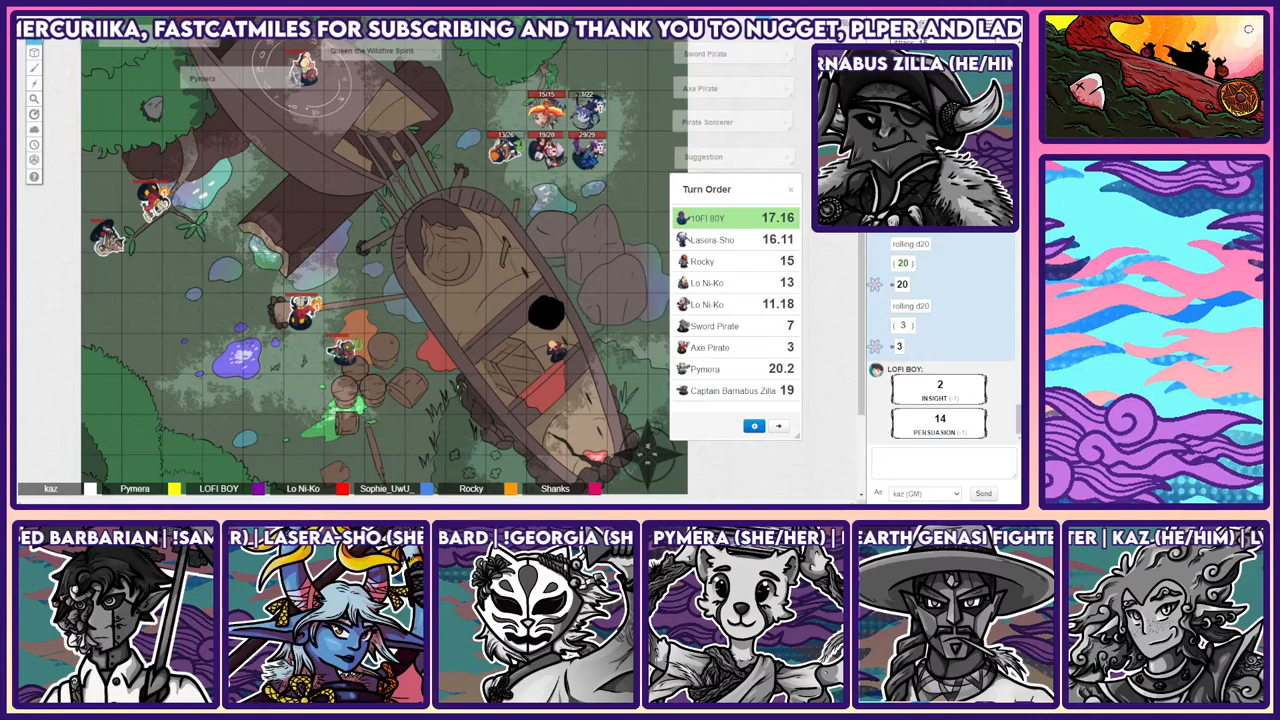 IERCURIIKA, FASTCATMILES FOR SUBSCRIBING AND THANK YOU TO NUGGET, PLPER AND LAD
Queen the Wildfire Spirit
Pymera
Sword Pirate
Axe Pirate
Pirate Sorcerer
Suggestion
15/15
1/22
13/26
19/20
29/29
Turn Order
10FI 80Y 17.16
Lasera-Sho 16.11
Rocky 15
Lo Ni-Ko 13
Lo Ni-Ko 11.18
Sword Pirate 7
Axe Pirate 3
Pymera 20.2
Captain Barnabus Zilla 19
RNABUS ZILLA (HE/HIM
rolling d20
( 20 )
= 20
rolling d20
( 3 )
= 3
LOFI BOY:
2
INSIGHT (-1)
14
PERSUASION (-1)
As: kaz (GM) Send
kaz Pymera LOFI BOY Lo Ni-Ko Sophie_UwU_ Rocky Shanks
ED BARBARIAN | !SAM
R) | LASERA-SHO (SHE
BARD | !GEORGIA (SH
PYMERA (SHE/HER) |
EARTH GENASI FIGHTE
TER | KAZ (HE/HIM) | LV